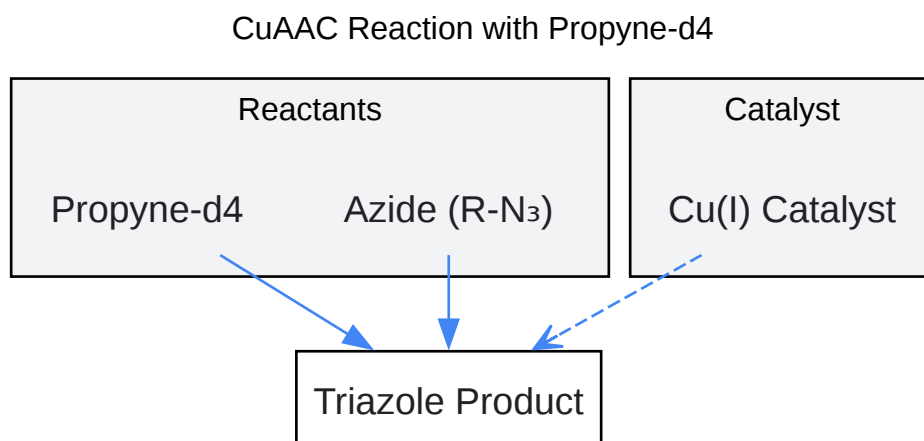 CuAAC Reaction with Propyne-d4
Reactants
Catalyst
Propyne-d4
Azide (R-N₃)
Cu(I) Catalyst
Triazole Product